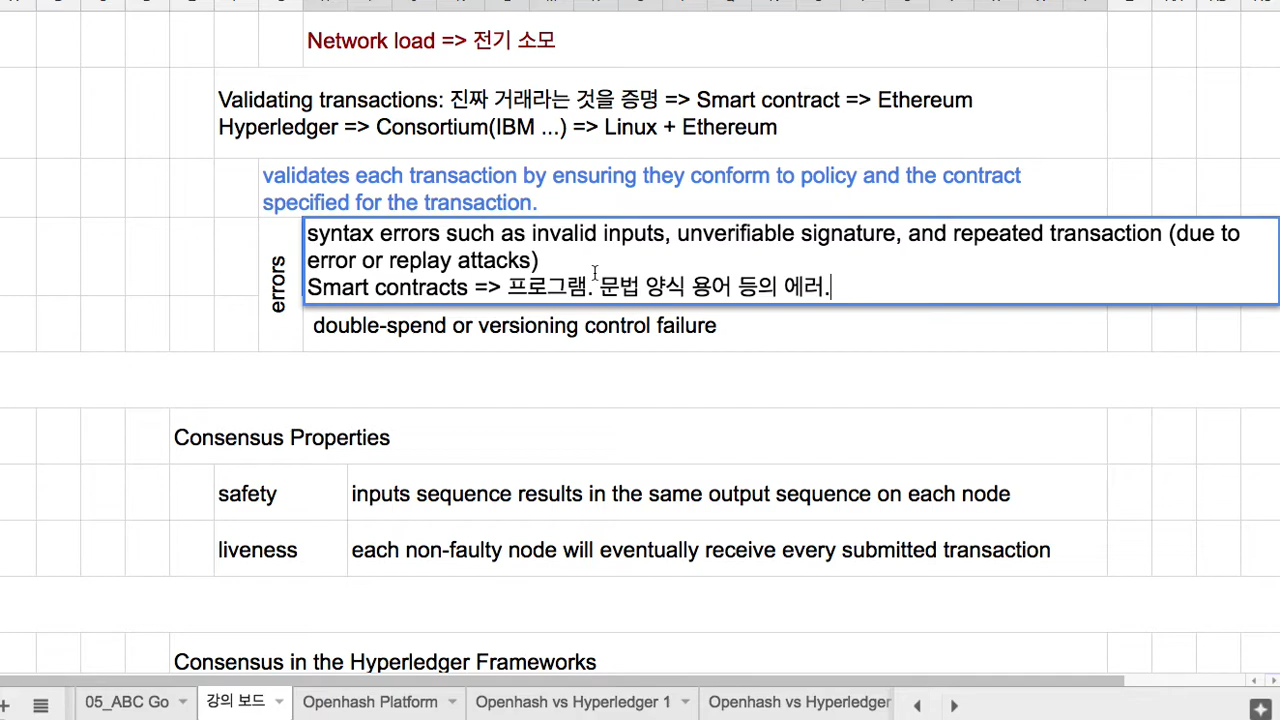 Network load => 전기 소모
Validating transactions: 진짜 거래라는 것을 증명 => Smart contract => Ethereum
Hyperledger => Consortium(IBM ...) => Linux + Ethereum
validates each transaction by ensuring they conform to policy and the contract
specified for the transaction.
errors
syntax errors such as invalid inputs, unverifiable signature, and repeated transaction (due to
error or replay attacks)
Smart contracts => 프로그램. 문법 양식 용어 등의 에러.
double-spend or versioning control failure
Consensus Properties
safety inputs sequence results in the same output sequence on each node
liveness each non-faulty node will eventually receive every submitted transaction
Consensus in the Hyperledger Frameworks
05_ABC Go 강의 보드 Openhash Platform Openhash vs Hyperledger 1 Openhash vs Hyperledger